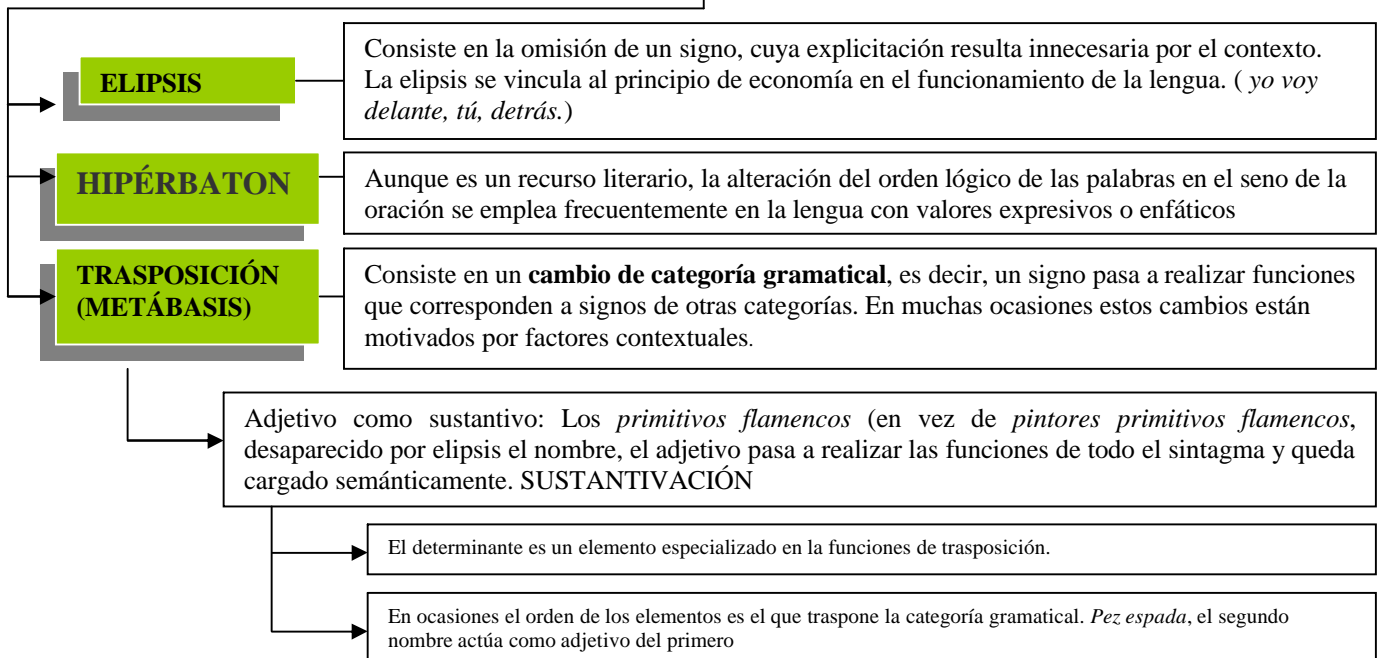 ELIPSIS
Consiste en la omisión de un signo, cuya explicitación resulta innecesaria por el contexto.
La elipsis se vincula al principio de economía en el funcionamiento de la lengua. ( yo voy
delante, tú, detrás.)
HIPÉRBATON
Aunque es un recurso literario, la alteración del orden lógico de las palabras en el seno de la
oración se emplea frecuentemente en la lengua con valores expresivos o enfáticos
TRASPOSICIÓN
(METÁBASIS)
Consiste en un cambio de categoría gramatical, es decir, un signo pasa a realizar funciones
que corresponden a signos de otras categorías. En muchas ocasiones estos cambios están
motivados por factores contextuales.
Adjetivo como sustantivo: Los primitivos flamencos (en vez de pintores primitivos flamencos,
desaparecido por elipsis el nombre, el adjetivo pasa a realizar las funciones de todo el sintagma y queda
cargado semánticamente. SUSTANTIVACIÓN
El determinante es un elemento especializado en la funciones de trasposición.
En ocasiones el orden de los elementos es el que traspone la categoría gramatical. Pez espada, el segundo
nombre actúa como adjetivo del primero